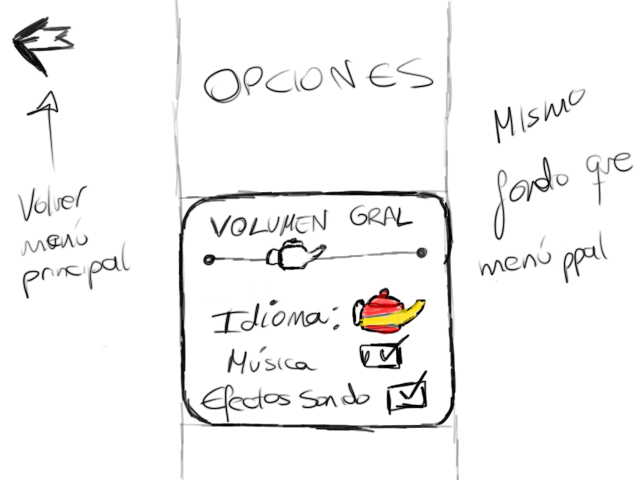 OPCIONES
Volver
menú
principal
Mismo
fondo que
menú ppal
VOLUMEN GRAL
Idioma:
Música
Efectos Sonido